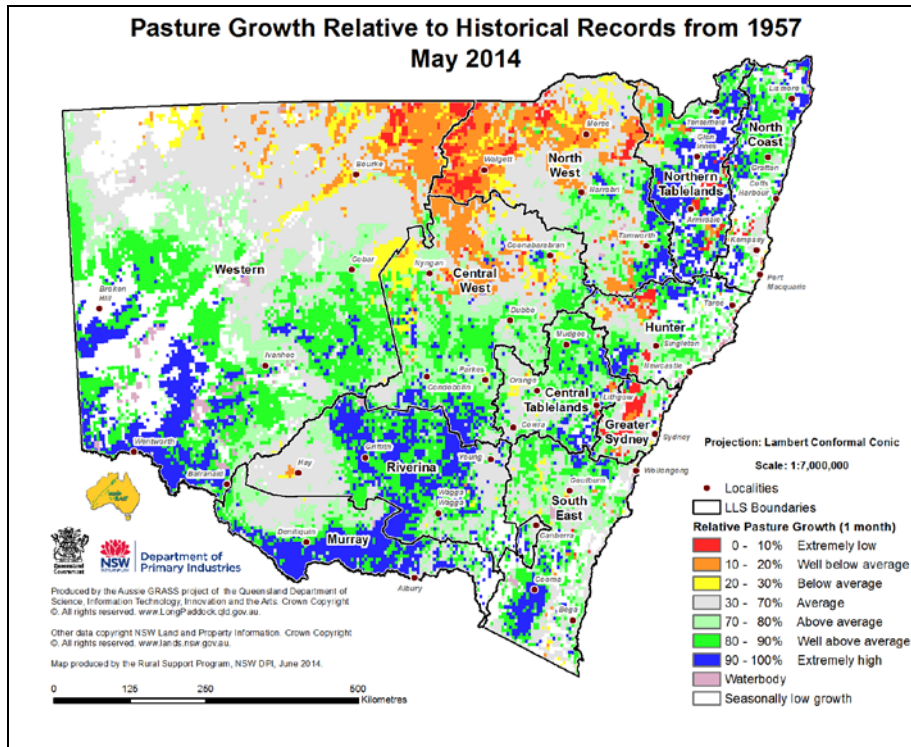 Pasture Growth Relative to Historical Records from 1957
May 2014
Lismore
Tenterfield
North
Coast
Moree
Glen
Innes
Bourke
Walgett
North
West
Northern
Tablelands
Grafton
Coffs
Harbour
Narrabri
Armidale
Tamworth
Kempsey
Coonabarabran
Western
Cobar
Nyngan
Central
West
Port
Macquarie
Broken
Hill
Taree
Dubbo
Hunter
Mudgee
Singleton
Ivanhoe
Newcastle
Parkes
Orange
Condobolin
Central
Tablelands
Lithgow
Greater
Sydney
Cowra
Sydney
Wentworth
Griffith
Young
Balranald
Hay
Riverina
Wollongong
Goulburn
Wagga
Wagga
South
East
Deniliquin
Murray
Canberra
Albury
Cooma
Bega
Projection: Lambert Conformal Conic
Scale: 1:7,000,000
Localities
LLS Boundaries
Relative Pasture Growth (1 month)
0 - 10% Extremely low
10 - 20% Well below average
20 - 30% Below average
30 - 70% Average
70 - 80% Above average
80 - 90% Well above average
90 - 100% Extremely high
Waterbody
Seasonally low growth
Queensland
Government
NSW
GOVERNMENT
Department of
Primary Industries
Produced by the Aussie GRASS project of the Queensland Department of
Science, Information Technology, Innovation and the Arts. Crown Copyright
©. All rights reserved. www.LongPaddock.qld.gov.au.
Other data copyright NSW Land and Property Information. Crown Copyright
©, All rights reserved. www.lands.nsw.gov.au.
Map produced by the Rural Support Program, NSW DPI, June 2014.
0 125 250 500
Kilometres